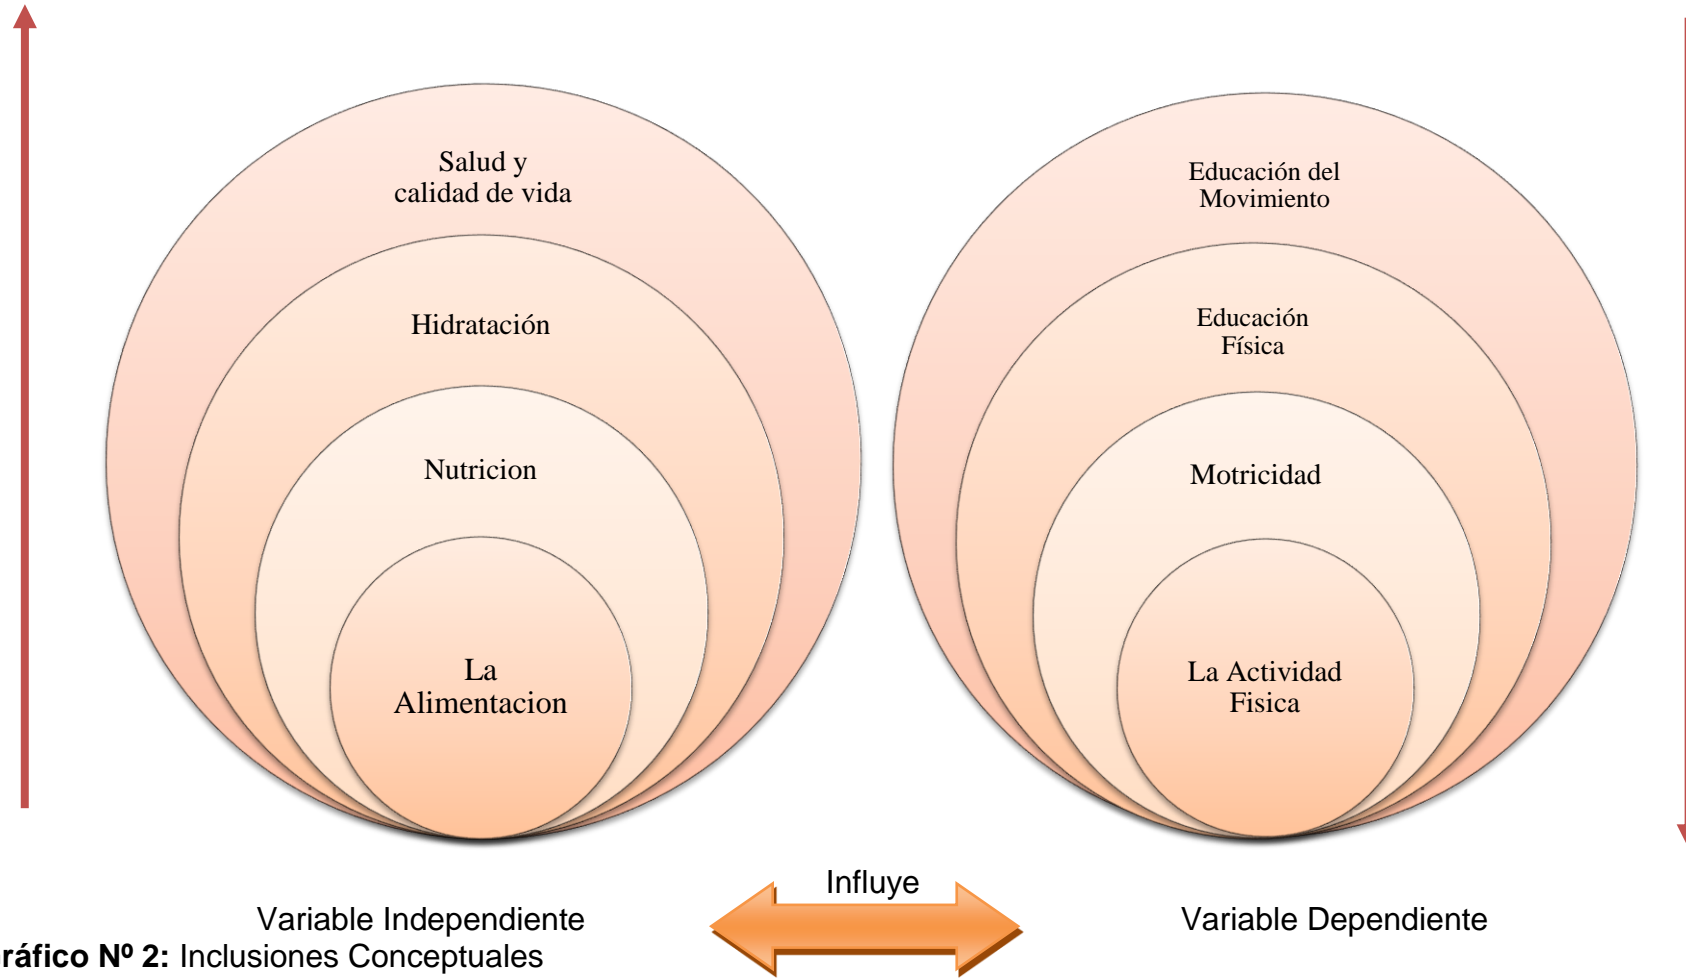 Salud y
calidad de vida
Hidratación
Nutricion
La
Alimentacion
Educación del
Movimiento
Educación
Física
Motricidad
La Actividad
Fisica
Influye
Variable Independiente
Variable Dependiente
ráfico Nº 2: Inclusiones Conceptuales